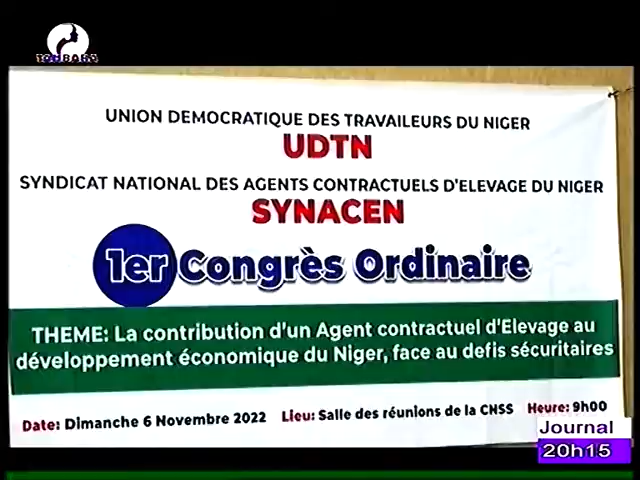 TOUBAHA
UNION DEMOCRATIQUE DES TRAVAILEURS DU NIGER
UDTN
SYNDICAT NATIONAL DES AGENTS CONTRACTUELS D'ELEVAGE DU NIGER
SYNACEN
1er Congrès Ordinaire
THEME: La contribution d'un Agent contractuel d'Elevage au
développement économique du Niger, face au defis sécuritaires
Date: Dimanche 6 Novembre 2022 Lieu: Salle des réunions de la CNSS Heure: 9h00
Journal
20h15